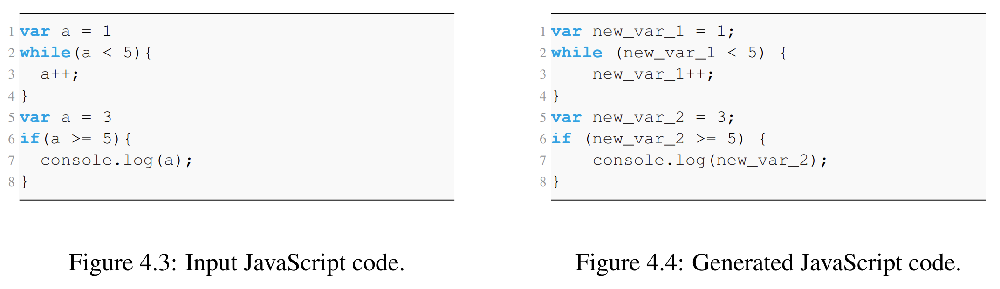 1 var a = 1
2 while(a < 5){
3   a++;
4 }
5 var a = 3
6 if(a >= 5){
7   console.log(a);
8 }
Figure 4.3: Input JavaScript code.
1 var new_var_1 = 1;
2 while (new_var_1 < 5) {
3     new_var_1++;
4 }
5 var new_var_2 = 3;
6 if (new_var_2 >= 5) {
7     console.log(new_var_2);
8 }
Figure 4.4: Generated JavaScript code.